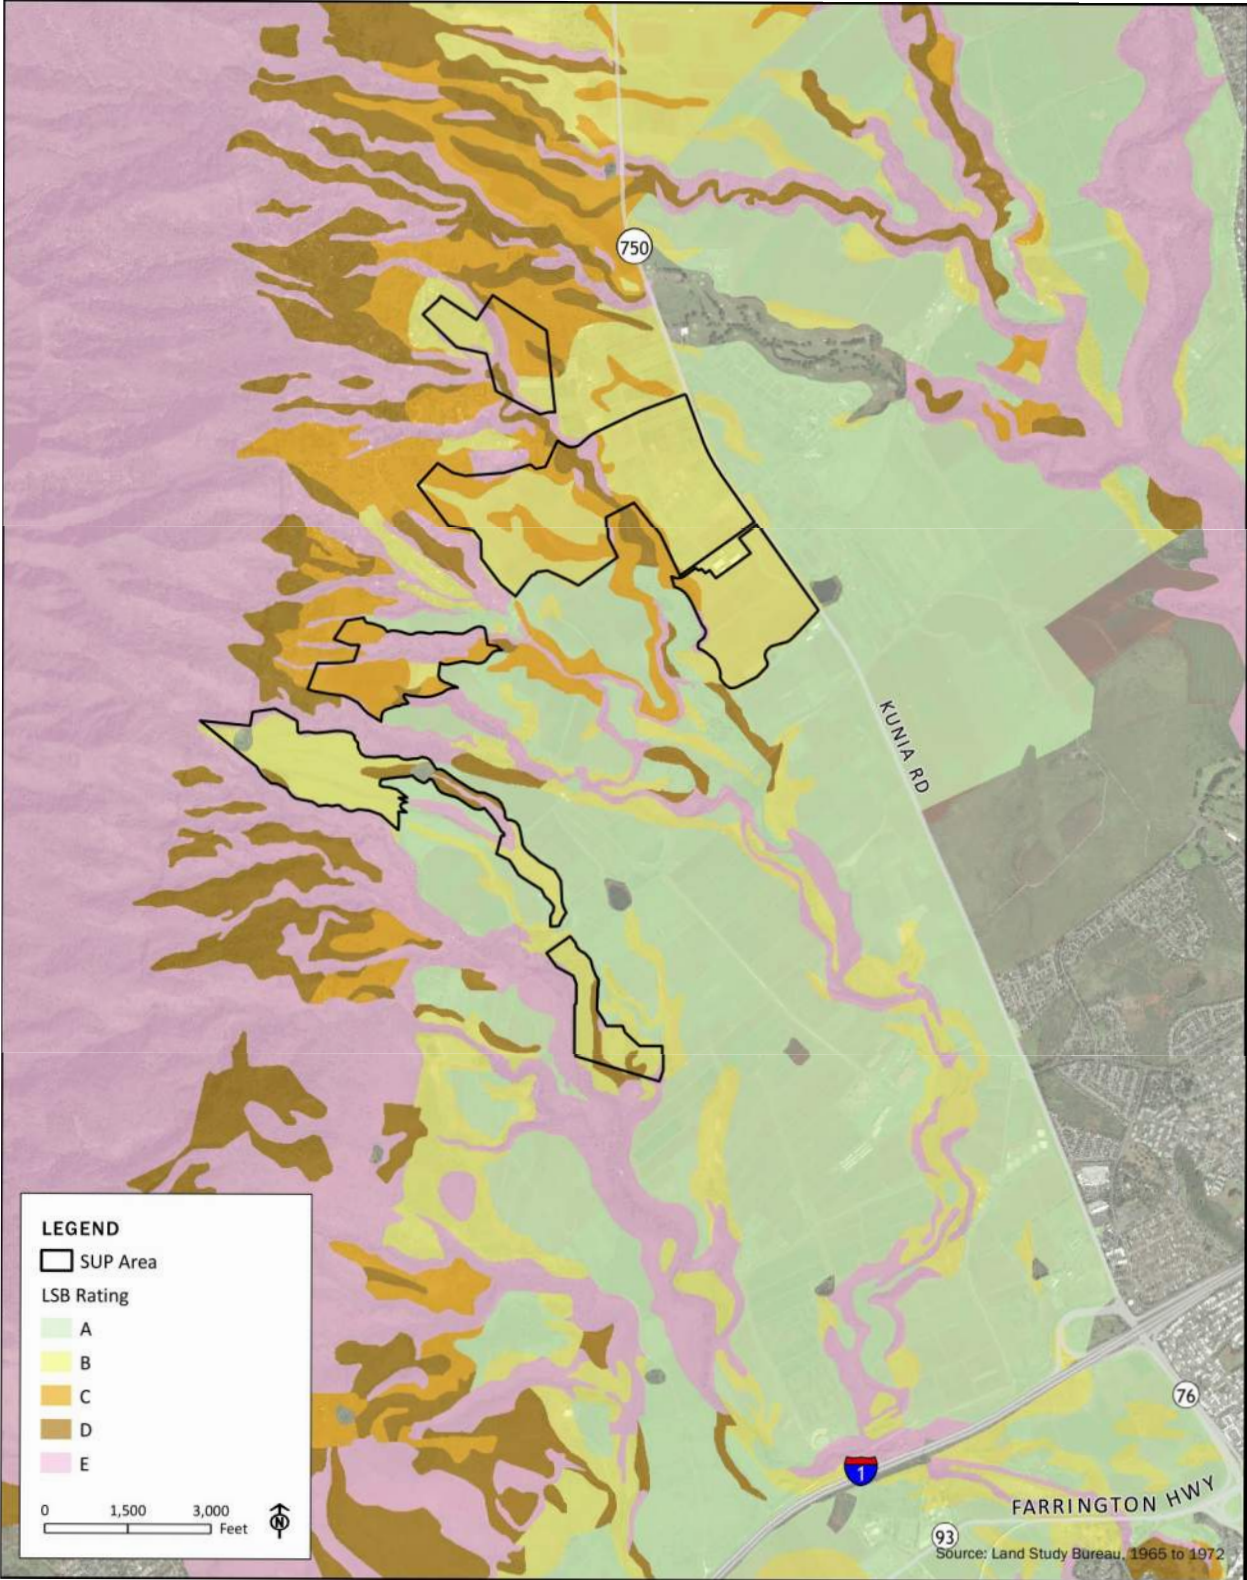 750
KUNIA RD
LEGEND
SUP Area
LSB Rating
A
B
C
D
E
0 1,500 3,000
Feet
N
76
1
FARRINGTON HWY
93
Source: Land Study Bureau, 1965 to 1972